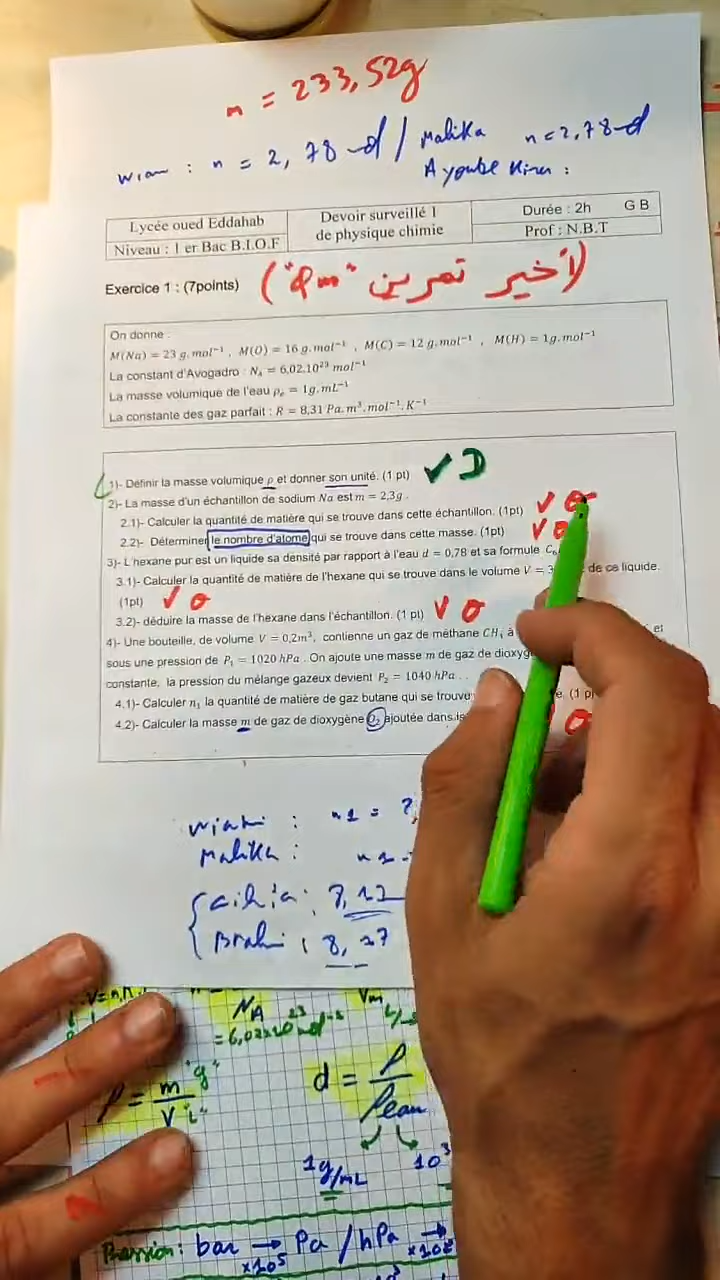 m = 233,52g
Wiam : n = 2, 78 mol / Malika n = 2,78 mol
Lycée oued Eddahab
Niveau : 1 er Bac B.I.O.F
Devoir surveillé 1
de physique chimie
Durée : 2h G B
Prof : N.B.T
Exercice 1 : (7points) (لأخير تمرين
On donne :
M(Na) = 23 g.mol⁻¹ , M(O) = 16 g.mol⁻¹ , M(C) = 12 g.mol⁻¹ , M(H) = 1g.mol⁻¹
La constant d'Avogadro : Nₐ = 6,02.10²³ mol⁻¹
La masse volumique de l'eau ρₑ = 1g.mL⁻¹
La constante des gaz parfait : R = 8,31 Pa.m³.mol⁻¹.K⁻¹
1)- Définir la masse volumique ρ et donner son unité. (1 pt)
2)- La masse d'un échantillon de sodium Na est m = 2,3g .
2.1)- Calculer la quantité de matière qui se trouve dans cette échantillon. (1pt)
2.2)- Déterminer le nombre d'atome qui se trouve dans cette masse. (1pt)
3)- L'hexane pur est un liquide sa densité par rapport à l'eau d = 0,78 et sa formule
3.1)- Calculer la quantité de matière de l'hexane qui se trouve dans le volume V = 3 de ce liquide.
(1pt)
3.2)- déduire la masse de l'hexane dans l'échantillon. (1 pt)
4)- Une bouteille, de volume V = 0,2m³, contienne un gaz de méthane CH₄ à et
sous une pression de P₁ = 1020 hPa . On ajoute une masse m de gaz de
constante, la pression du mélange gazeux devient P₂ = 1040 hPa .
4.1)- Calculer n₁ la quantité de matière de gaz butane qui se (1 p
4.2)- Calculer la masse m de gaz de dioxygène O₂ ajoutée dans
Wiam : n1 =
Malika : n1
8,12
Brahi : 8, 27
NA
= 6,02x10²³ mol⁻¹
Vm
ρ = m "g" / V "L"
d = ρ / ρeau
1g/mL 10³
Pression : bar → ×10⁵ Pa / hPa → ×10²